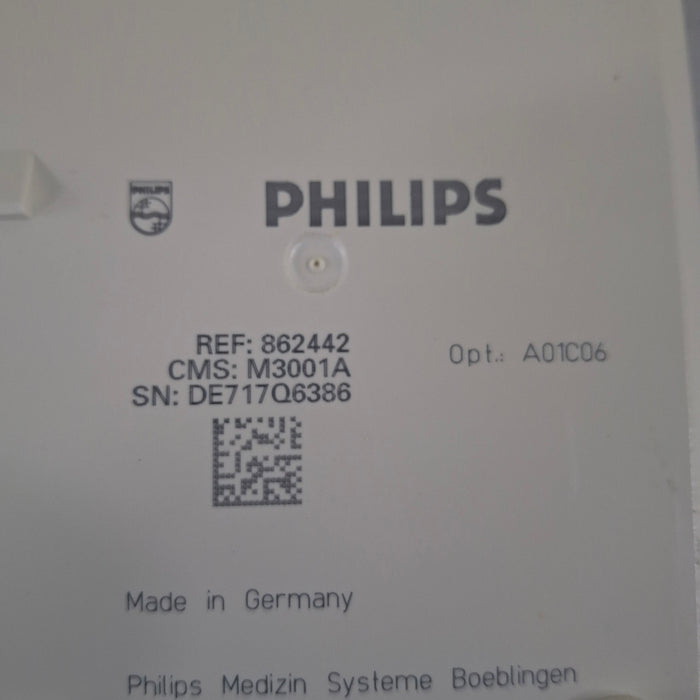 PHILIPS
PHILIPS
REF: 862442
CMS: M3001A
SN: DE717Q6386
Opt.: A01C06
Made in Germany
Philips Medizin Systeme Boeblingen